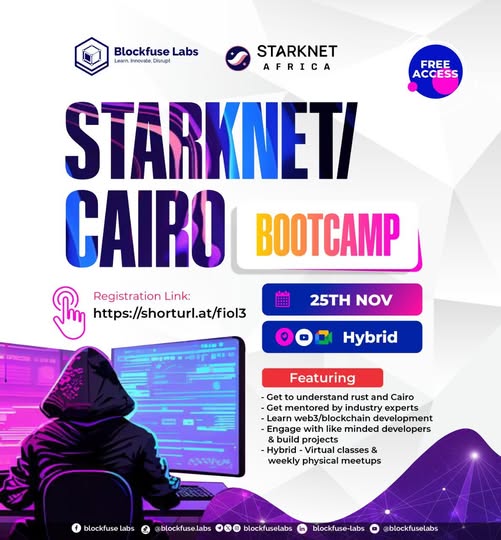 Blockfuse Labs
Learn, Innovate, Disrupt
STARKNET
AFRICA
FREE
ACCESS
STARKNET/
CAIRO
BOOTCAMP
Registration Link:
https://shorturl.at/fiol3
25TH NOV
Hybrid
Featuring
- Get to understand rust and Cairo
- Get mentored by industry experts
- Learn web3/blockchain development
- Engage with like minded developers
& build projects
- Hybrid - Virtual classes &
weekly physical meetups
blockfuse labs @blockfuse.labs @blockfuselabs blockfuse-labs @blockfuselabs